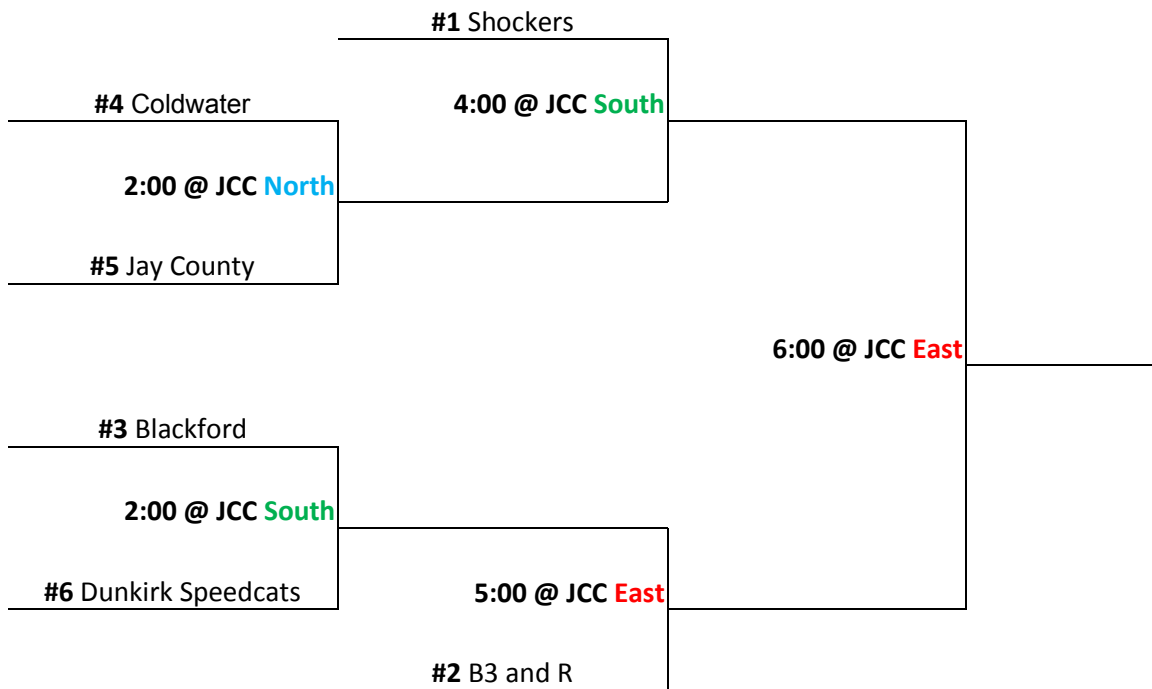 #1 Shockers
#4 Coldwater
4:00 @ JCC South
2:00 @ JCC North
#5 Jay County
6:00 @ JCC East
#3 Blackford
2:00 @ JCC South
#6 Dunkirk Speedcats
5:00 @ JCC East
#2 B3 and R